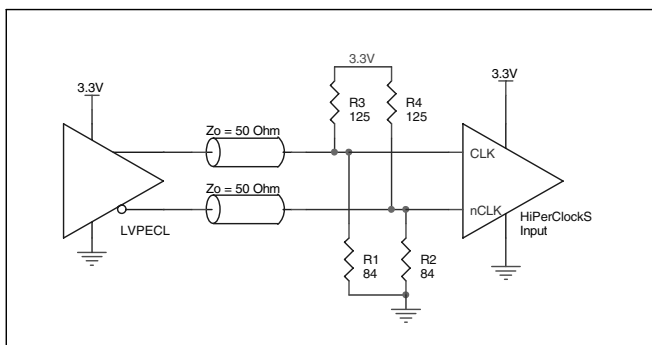 3.3V
3.3V
3.3V
R3
125
R4
125
Zo = 50 Ohm
CLK
Zo = 50 Ohm
nCLK
HiPerClockS
Input
LVPECL
R1
84
R2
84